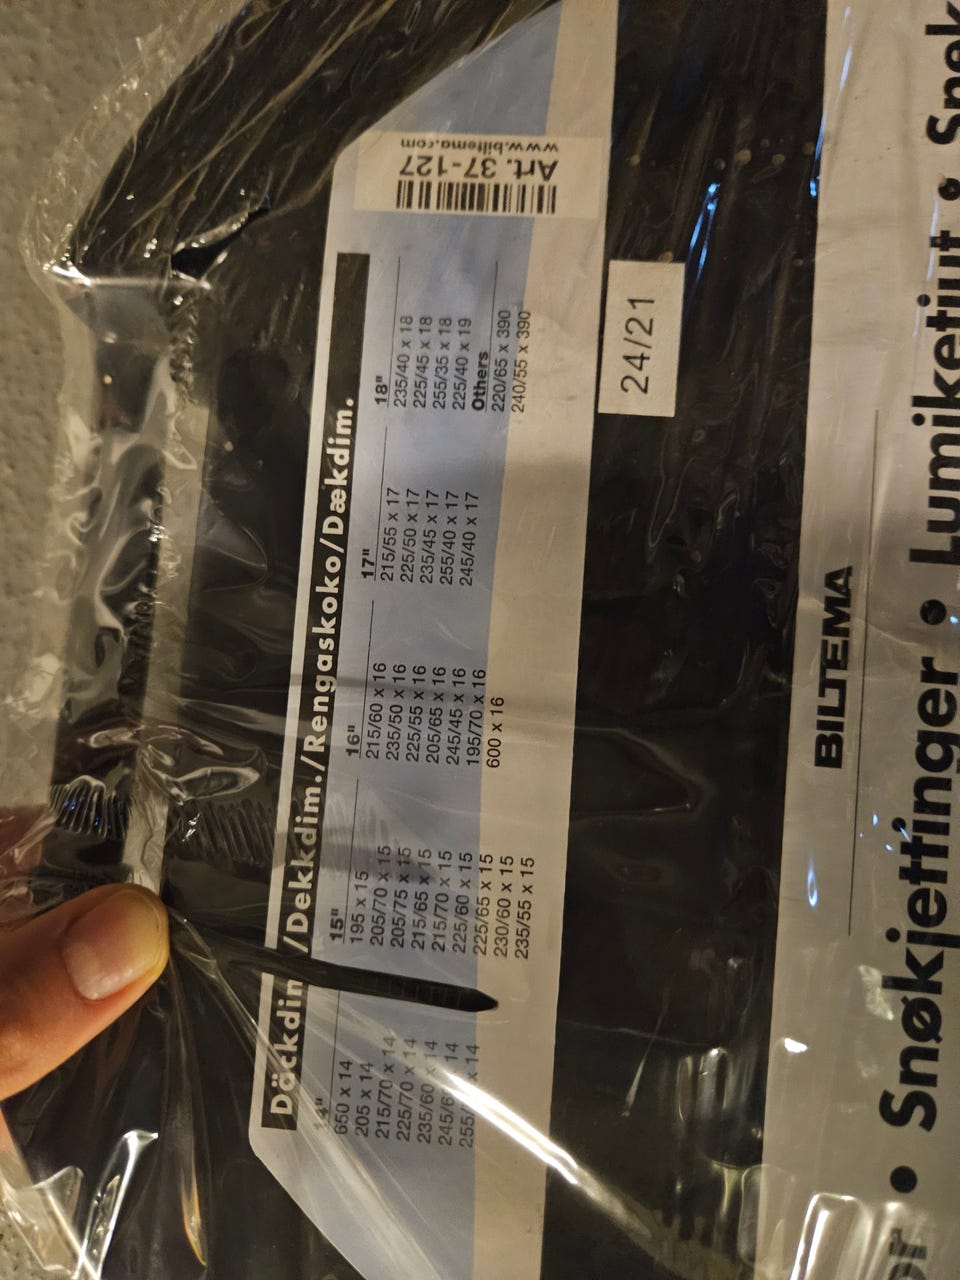 Art. 37-127
www.biltema.com
Däckdim /Dekkdim./Rengaskoko/Dækdim.
14"
650 x 14
205 x 14
215/70 x 14
225/70 x 14
235/60 x 14
x 14
x 14
15"
195 x 15
205/70 x 15
205/75 x 15
215/65 x 15
215/70 x 15
225/60 x 15
225/65 x 15
230/60 x 15
235/55 x 15
16"
215/60 x 16
235/50 x 16
225/55 x 16
205/65 x 16
245/45 x 16
195/70 x 16
600 x 16
17"
215/55 x 17
225/50 x 17
235/45 x 17
255/40 x 17
245/40 x 17
18"
235/40 x 18
225/45 x 18
255/35 x 18
225/40 x 19
Others
220/65 x 390
240/55 x 390
24/21
BILTEMA
• Snøkjettinger • Lumiketjut •